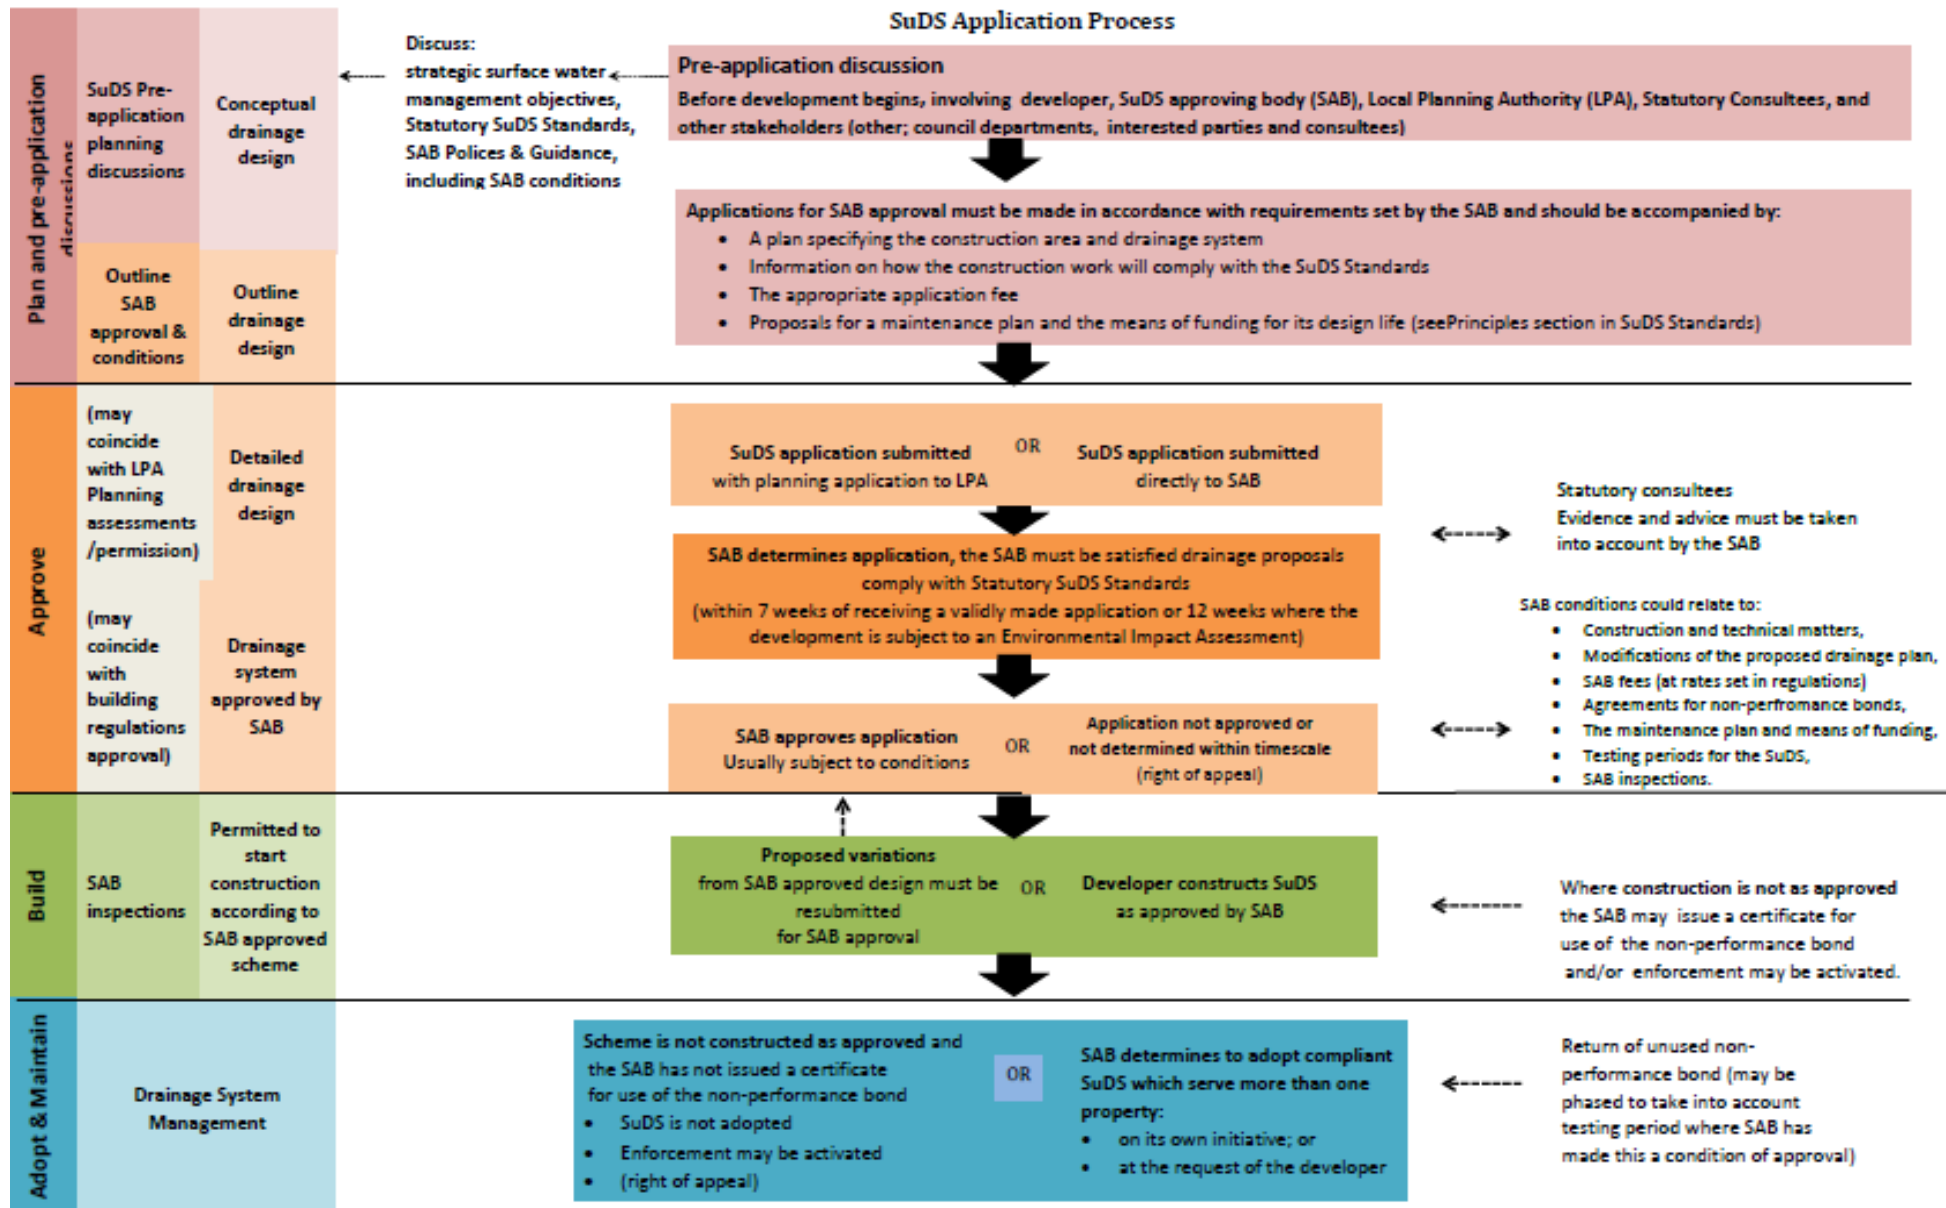 SuDS Application Process
Plan and pre-application
discussions
SuDS Pre-
application
planning
discussions
Conceptual
drainage
design
Outline
SAB
approval &
conditions
Outline
drainage
design
Discuss:
strategic surface water
management objectives,
Statutory SuDS Standards,
SAB Polices & Guidance,
including SAB conditions
Pre-application discussion
Before development begins, involving developer, SuDS approving body (SAB), Local Planning Authority (LPA), Statutory Consultees, and
other stakeholders (other; council departments, interested parties and consultees)
Applications for SAB approval must be made in accordance with requirements set by the SAB and should be accompanied by:
• A plan specifying the construction area and drainage system
• Information on how the construction work will comply with the SuDS Standards
• The appropriate application fee
• Proposals for a maintenance plan and the means of funding for its design life (seePrinciples section in SuDS Standards)
Approve
(may
coincide
with LPA
Planning
assessments
/permission)
Detailed
drainage
design
(may
coincide
with
building
regulations
approval)
Drainage
system
approved by
SAB
SuDS application submitted
with planning application to LPA
OR
SuDS application submitted
directly to SAB
SAB determines application, the SAB must be satisfied drainage proposals
comply with Statutory SuDS Standards
(within 7 weeks of receiving a validly made application or 12 weeks where the
development is subject to an Environmental Impact Assessment)
Statutory consultees
Evidence and advice must be taken
into account by the SAB
SAB approves application
Usually subject to conditions
OR
Application not approved or
not determined within timescale
(right of appeal)
SAB conditions could relate to:
• Construction and technical matters,
• Modifications of the proposed drainage plan,
• SAB fees (at rates set in regulations)
• Agreements for non-perfromance bonds,
• The maintenance plan and means of funding,
• Testing periods for the SuDS,
• SAB inspections.
Build
SAB
inspections
Permitted to
start
construction
according to
SAB approved
scheme
Proposed variations
from SAB approved design must be
resubmitted
for SAB approval
OR
Developer constructs SuDS
as approved by SAB
Where construction is not as approved
the SAB may issue a certificate for
use of the non-performance bond
and/or enforcement may be activated.
Adopt & Maintain
Drainage System
Management
Scheme is not constructed as approved and
the SAB has not issued a certificate
for use of the non-performance bond
• SuDS is not adopted
• Enforcement may be activated
• (right of appeal)
OR
SAB determines to adopt compliant
SuDS which serve more than one
property:
• on its own initiative; or
• at the request of the developer
Return of unused non-
performance bond (may be
phased to take into account
testing period where SAB has
made this a condition of approval)